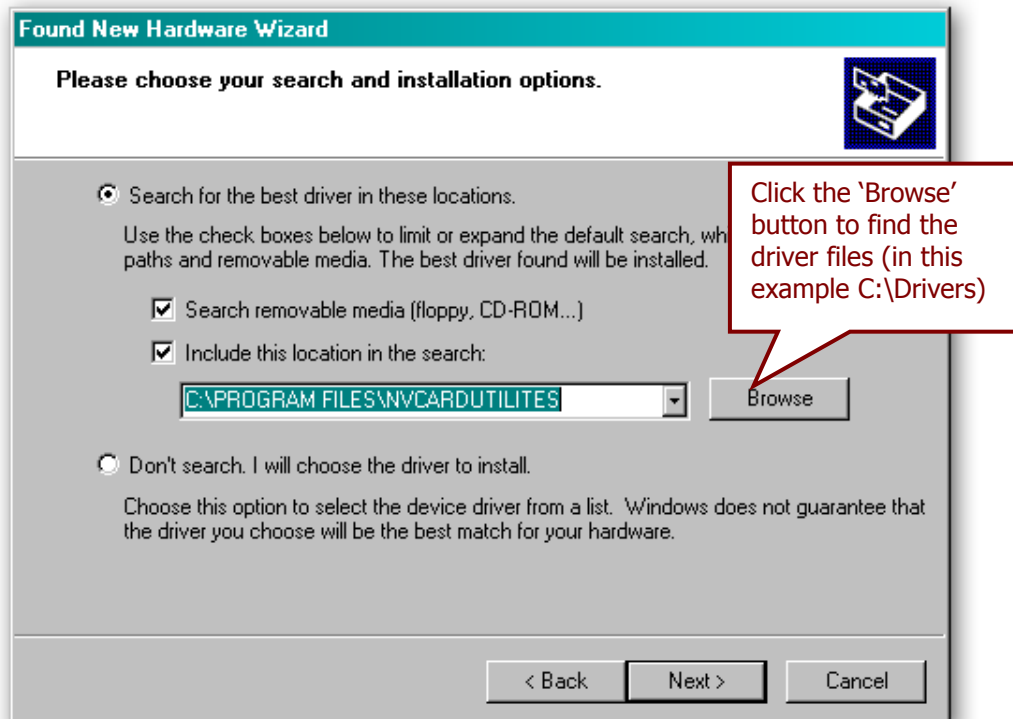 Found New Hardware Wizard
Please choose your search and installation options.
Search for the best driver in these locations.
Use the check boxes below to limit or expand the default search, wh
paths and removable media. The best driver found will be installed.
Search removable media (floppy, CD-ROM...)
Include this location in the search:
C:\PROGRAM FILES\NVCARDUTILITES
Browse
Click the ‘Browse’
button to find the
driver files (in this
example C:\Drivers)
Don't search. I will choose the driver to install.
Choose this option to select the device driver from a list. Windows does not guarantee that
the driver you choose will be the best match for your hardware.
< Back
Next >
Cancel